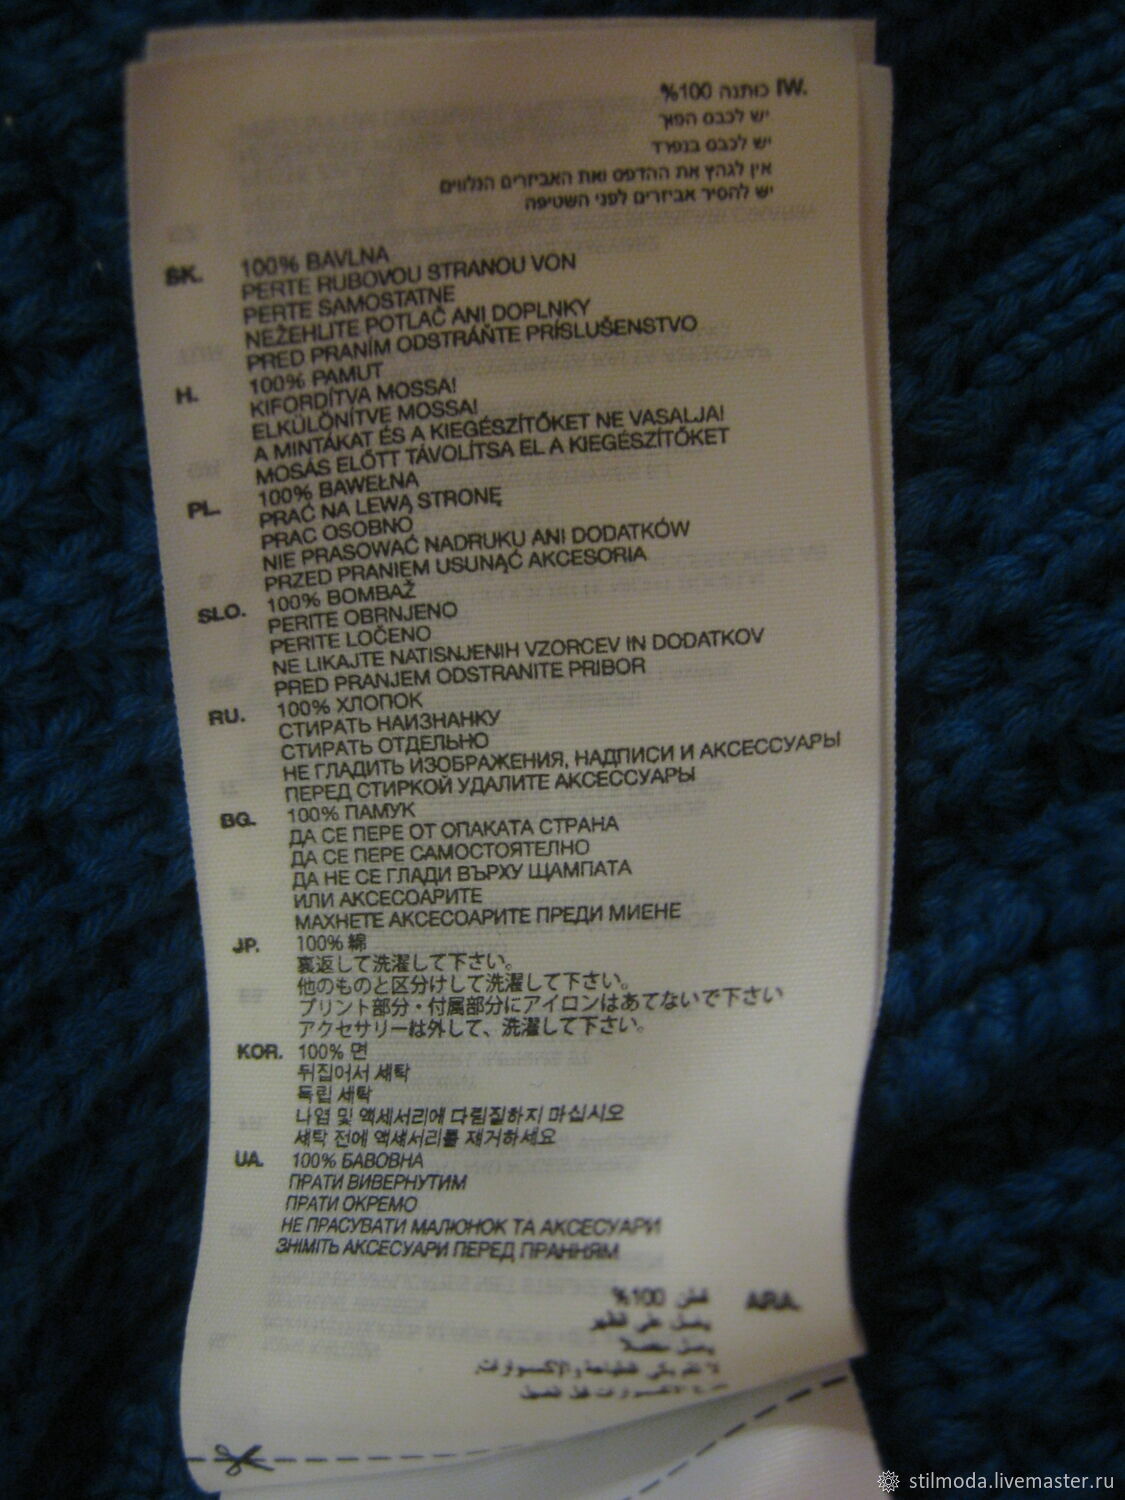 IW. כותנה 100%
יש לכבס הפוך
יש לכבס בנפרד
אין לגהץ את ההדפס ואת האביזרים הנלווים
יש להסיר אביזרים לפני השטיפה
SK. 100% BAVLNA
PERTE RUBOVOU STRANOU VON
PERTE SAMOSTATNE
NEŽEHLITE POTLAČ ANI DOPLNKY
PRED PRANÍM ODSTRÁŇTE PRÍSLUŠENSTVO
H. 100% PAMUT
KIFORDÍTVA MOSSA!
ELKÜLÖNÍTVE MOSSA!
A MINTÁKAT ÉS A KIEGÉSZÍTŐKET NE VASALJA!
MOSÁS ELŐTT TÁVOLÍTSA EL A KIEGÉSZÍTŐKET
PL. 100% BAWEŁNA
PRAĆ NA LEWĄ STRONĘ
PRAC OSOBNO
NIE PRASOWAĆ NADRUKU ANI DODATKÓW
PRZED PRANIEM USUNĄĆ AKCESORIA
SLO. 100% BOMBAŽ
PERITE OBRNJENO
PERITE LOČENO
NE LIKAJTE NATISNJENIH VZORCEV IN DODATKOV
PRED PRANJEM ODSTRANITE PRIBOR
RU. 100% ХЛОПОК
СТИРАТЬ НАИЗНАНКУ
СТИРАТЬ ОТДЕЛЬНО
НЕ ГЛАДИТЬ ИЗОБРАЖЕНИЯ, НАДПИСИ И АКСЕССУАРЫ
ПЕРЕД СТИРКОЙ УДАЛИТЕ АКСЕССУАРЫ
BG. 100% ПАМУК
ДА СЕ ПЕРЕ ОТ ОПАКАТА СТРАНА
ДА СЕ ПЕРЕ САМОСТОЯТЕЛНО
ДА НЕ СЕ ГЛАДИ ВЪРХУ ЩАМПАТА
ИЛИ АКСЕСОАРИТЕ
МАХНЕТЕ АКСЕСОАРИТЕ ПРЕДИ МИЕНЕ
JP. 100% 綿
裏返して洗濯して下さい。
他のものと区分けして洗濯して下さい。
プリント部分・付属部分にアイロンはあてないで下さい
アクセサリーは外して、洗濯して下さい。
KOR. 100% 면
뒤집어서 세탁
독립 세탁
나염 및 액세서리에 다림질하지 마십시오
세탁 전에 액세서리를 제거하세요
UA. 100% БАВОВНА
ПРАТИ ВИВЕРНУТИМ
ПРАТИ ОКРЕМО
НЕ ПРАСУВАТИ МАЛЮНОК ТА АКСЕСУАРИ
ЗНІМІТЬ АКСЕСУАРИ ПЕРЕД ПРАННЯМ
ARA. قطن 100%
يغسل على الظهر
يغسل منفصلا
قبل الغسيل
stilmoda.livemaster.ru